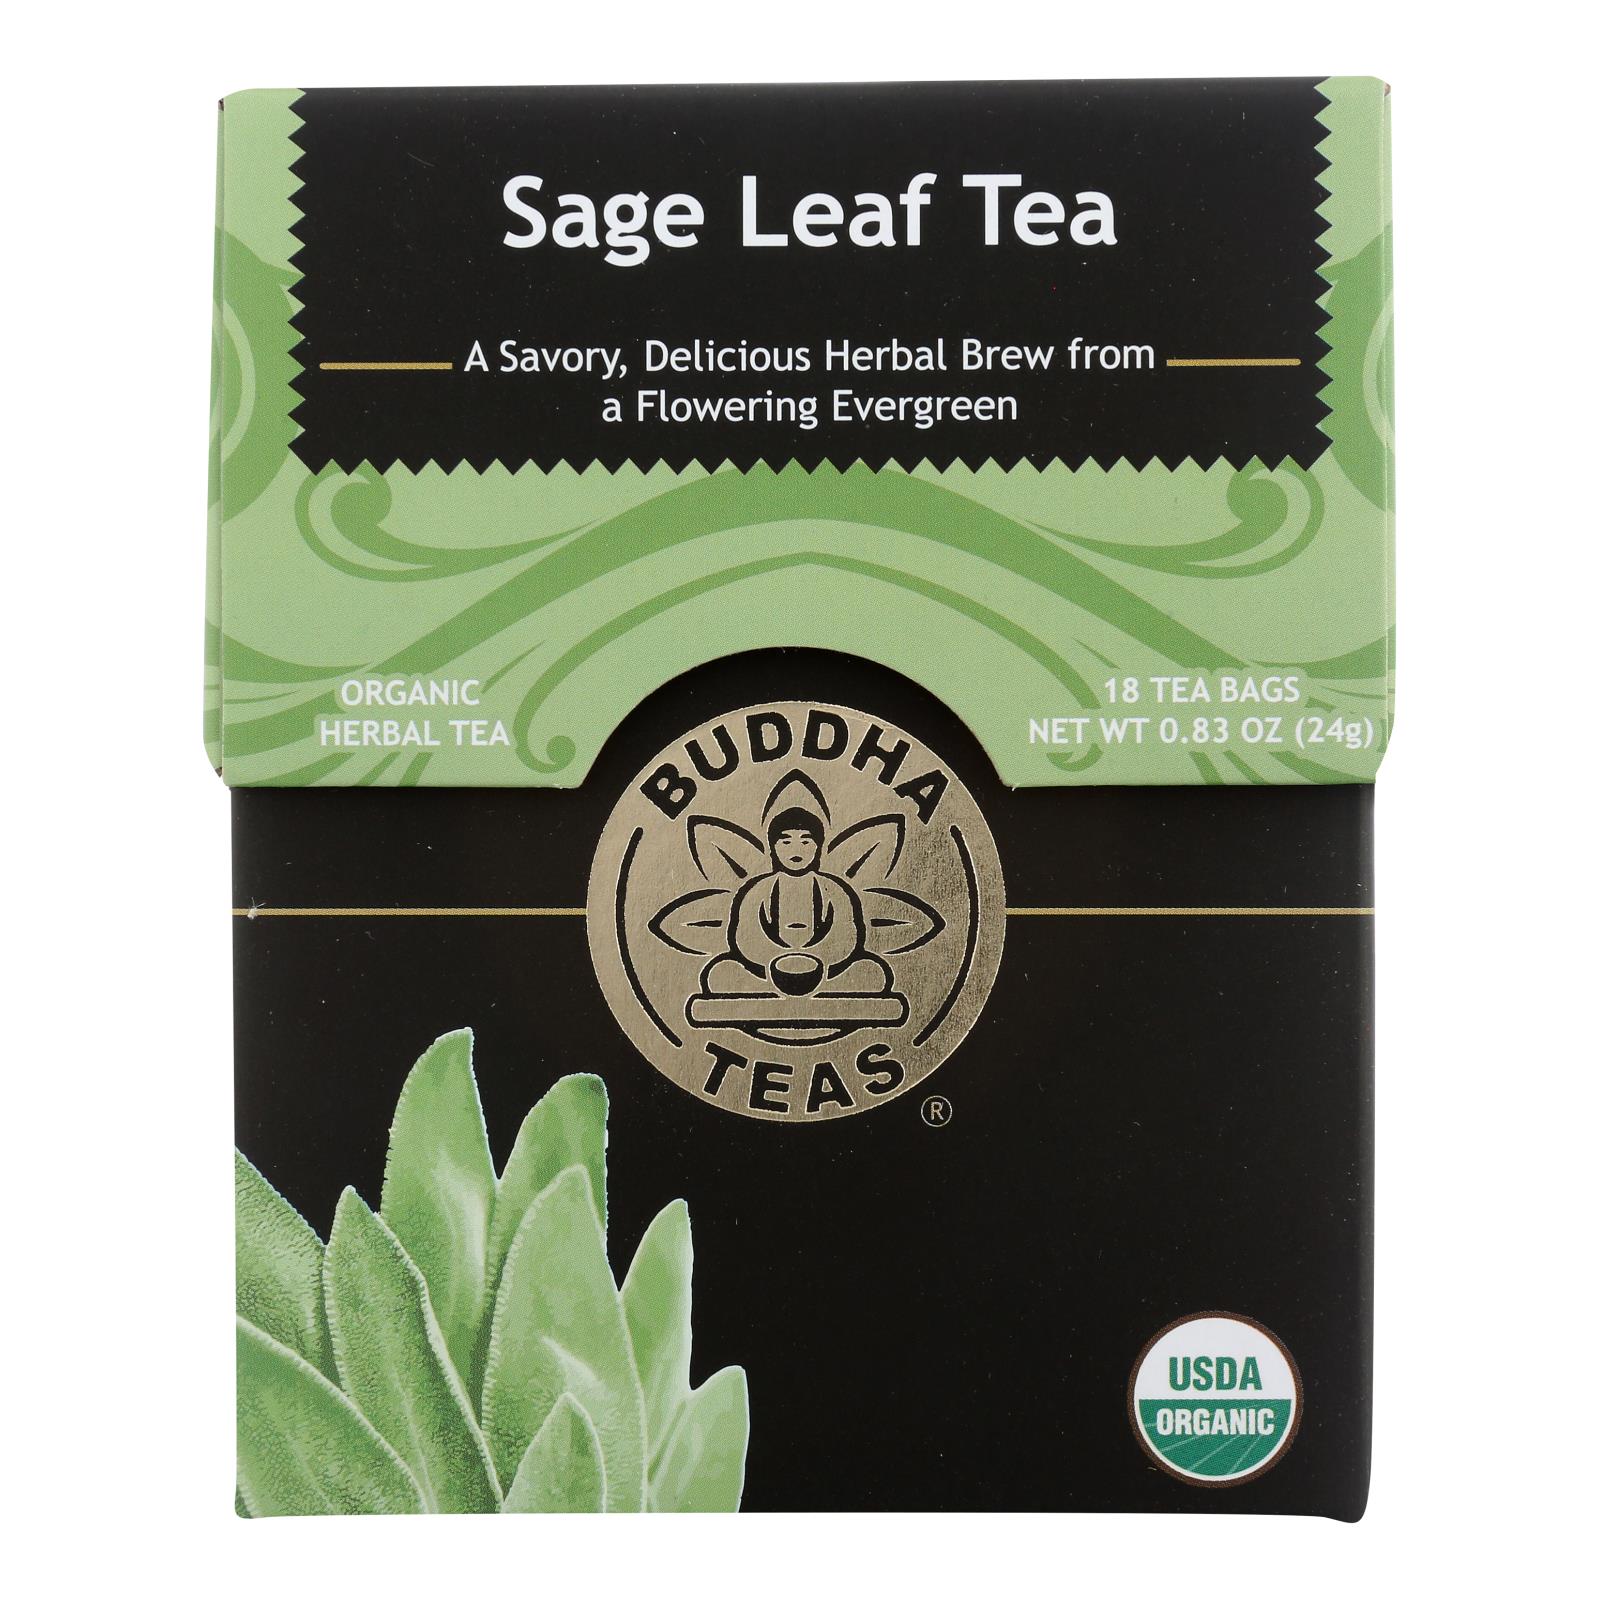 Sage Leaf Tea
A Savory, Delicious Herbal Brew from
a Flowering Evergreen
ORGANIC
HERBAL TEA
18 TEA BAGS
NET WT 0.83 OZ (24g)
BUDDHA
TEAS
®
USDA
ORGANIC